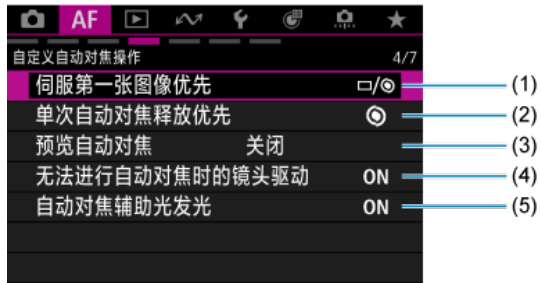 AF
自定义自动对焦操作 4/7
伺服第一张图像优先 (1)
单次自动对焦释放优先 (2)
预览自动对焦 关闭 (3)
无法进行自动对焦时的镜头驱动 ON (4)
自动对焦辅助光发光 ON (5)